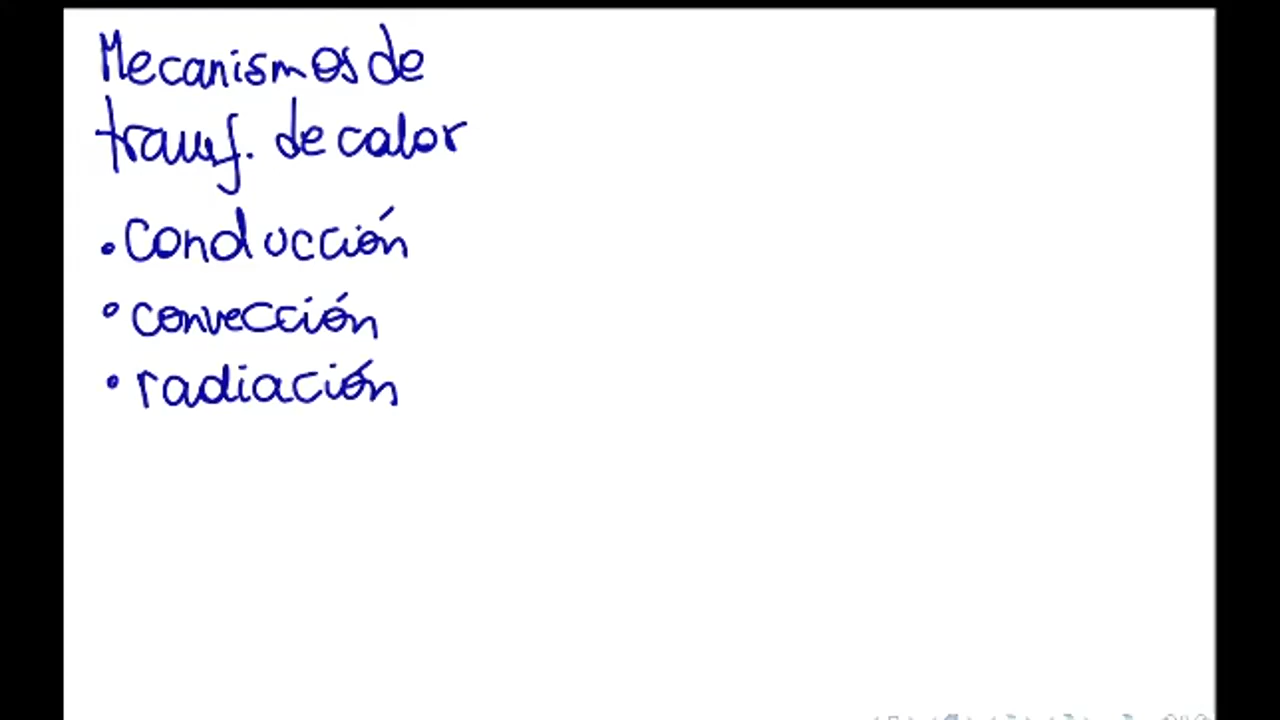 Mecanismos de
transf. de calor
• conducción
• convección
• radiación